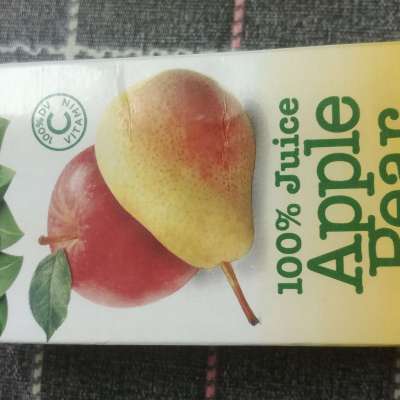 100% Juice
Apple
Pear
100% DV
C
VITAMIN